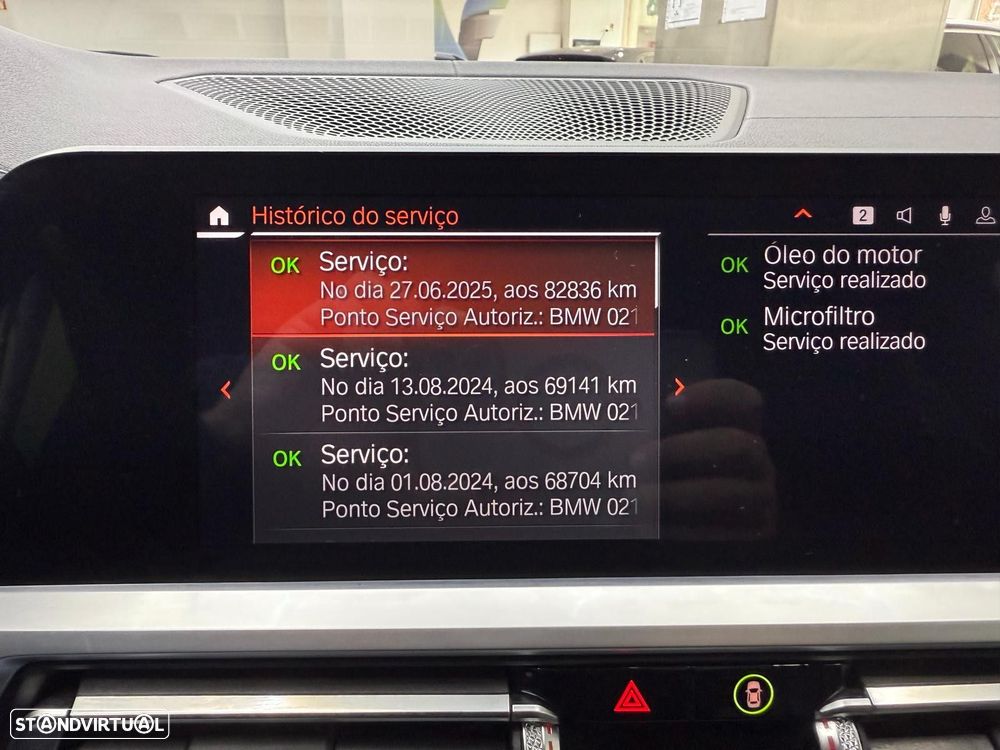 Histórico do serviço
2
OK Serviço:
No dia 27.06.2025, aos 82836 km
Ponto Serviço Autoriz.: BMW 021
OK Serviço:
No dia 13.08.2024, aos 69141 km
Ponto Serviço Autoriz.: BMW 021
OK Serviço:
No dia 01.08.2024, aos 68704 km
Ponto Serviço Autoriz.: BMW 021
OK Óleo do motor
Serviço realizado
OK Microfiltro
Serviço realizado
STANDVIRTUAL